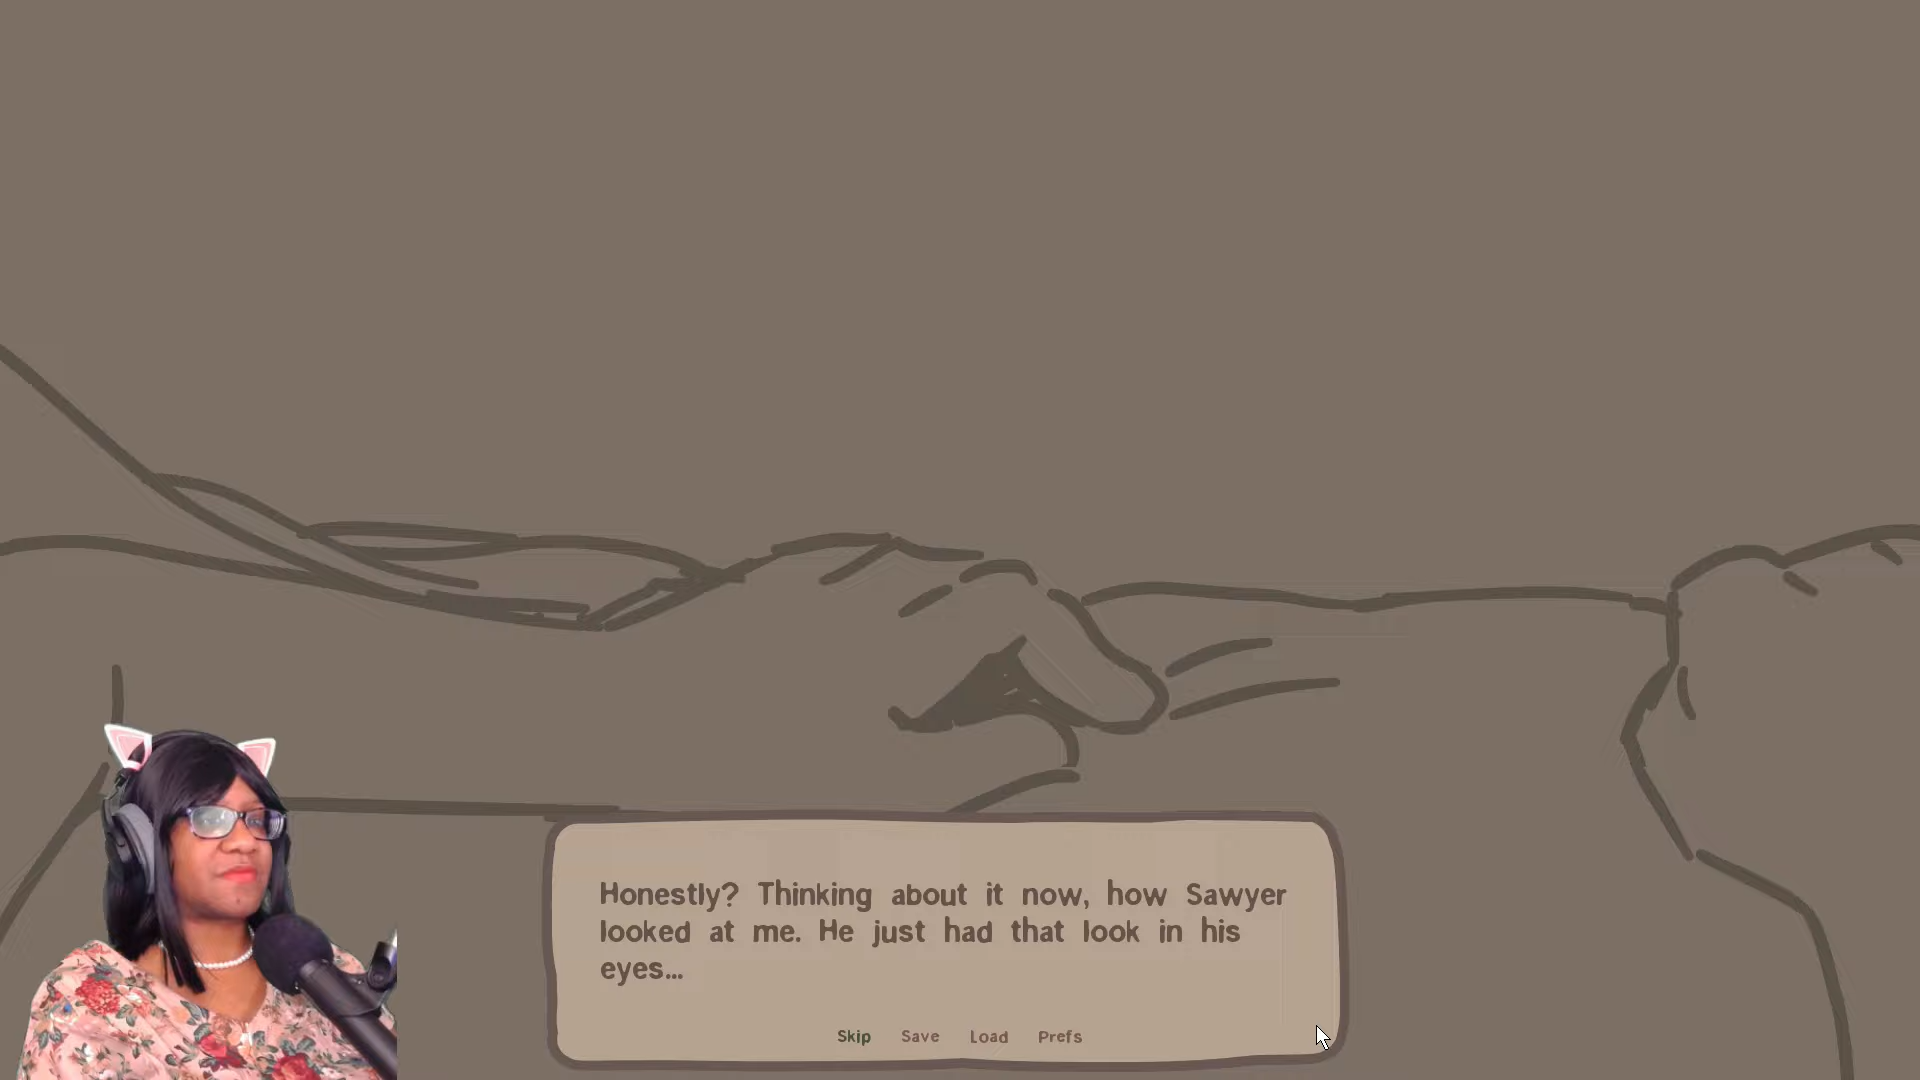 Honestly? Thinking about it now, how Sawyer
looked at me. He just had that look in his
eyes...
Skip Save Load Prefs